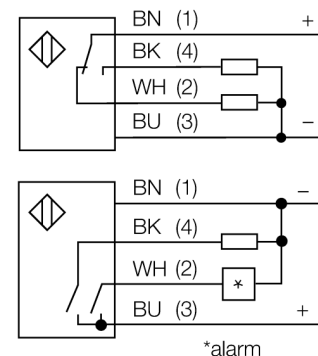 BN (1) +
BK (4)
WH (2)
BU (3) −
BN (1) −
BK (4)
WH (2)
*
BU (3) +
*alarm